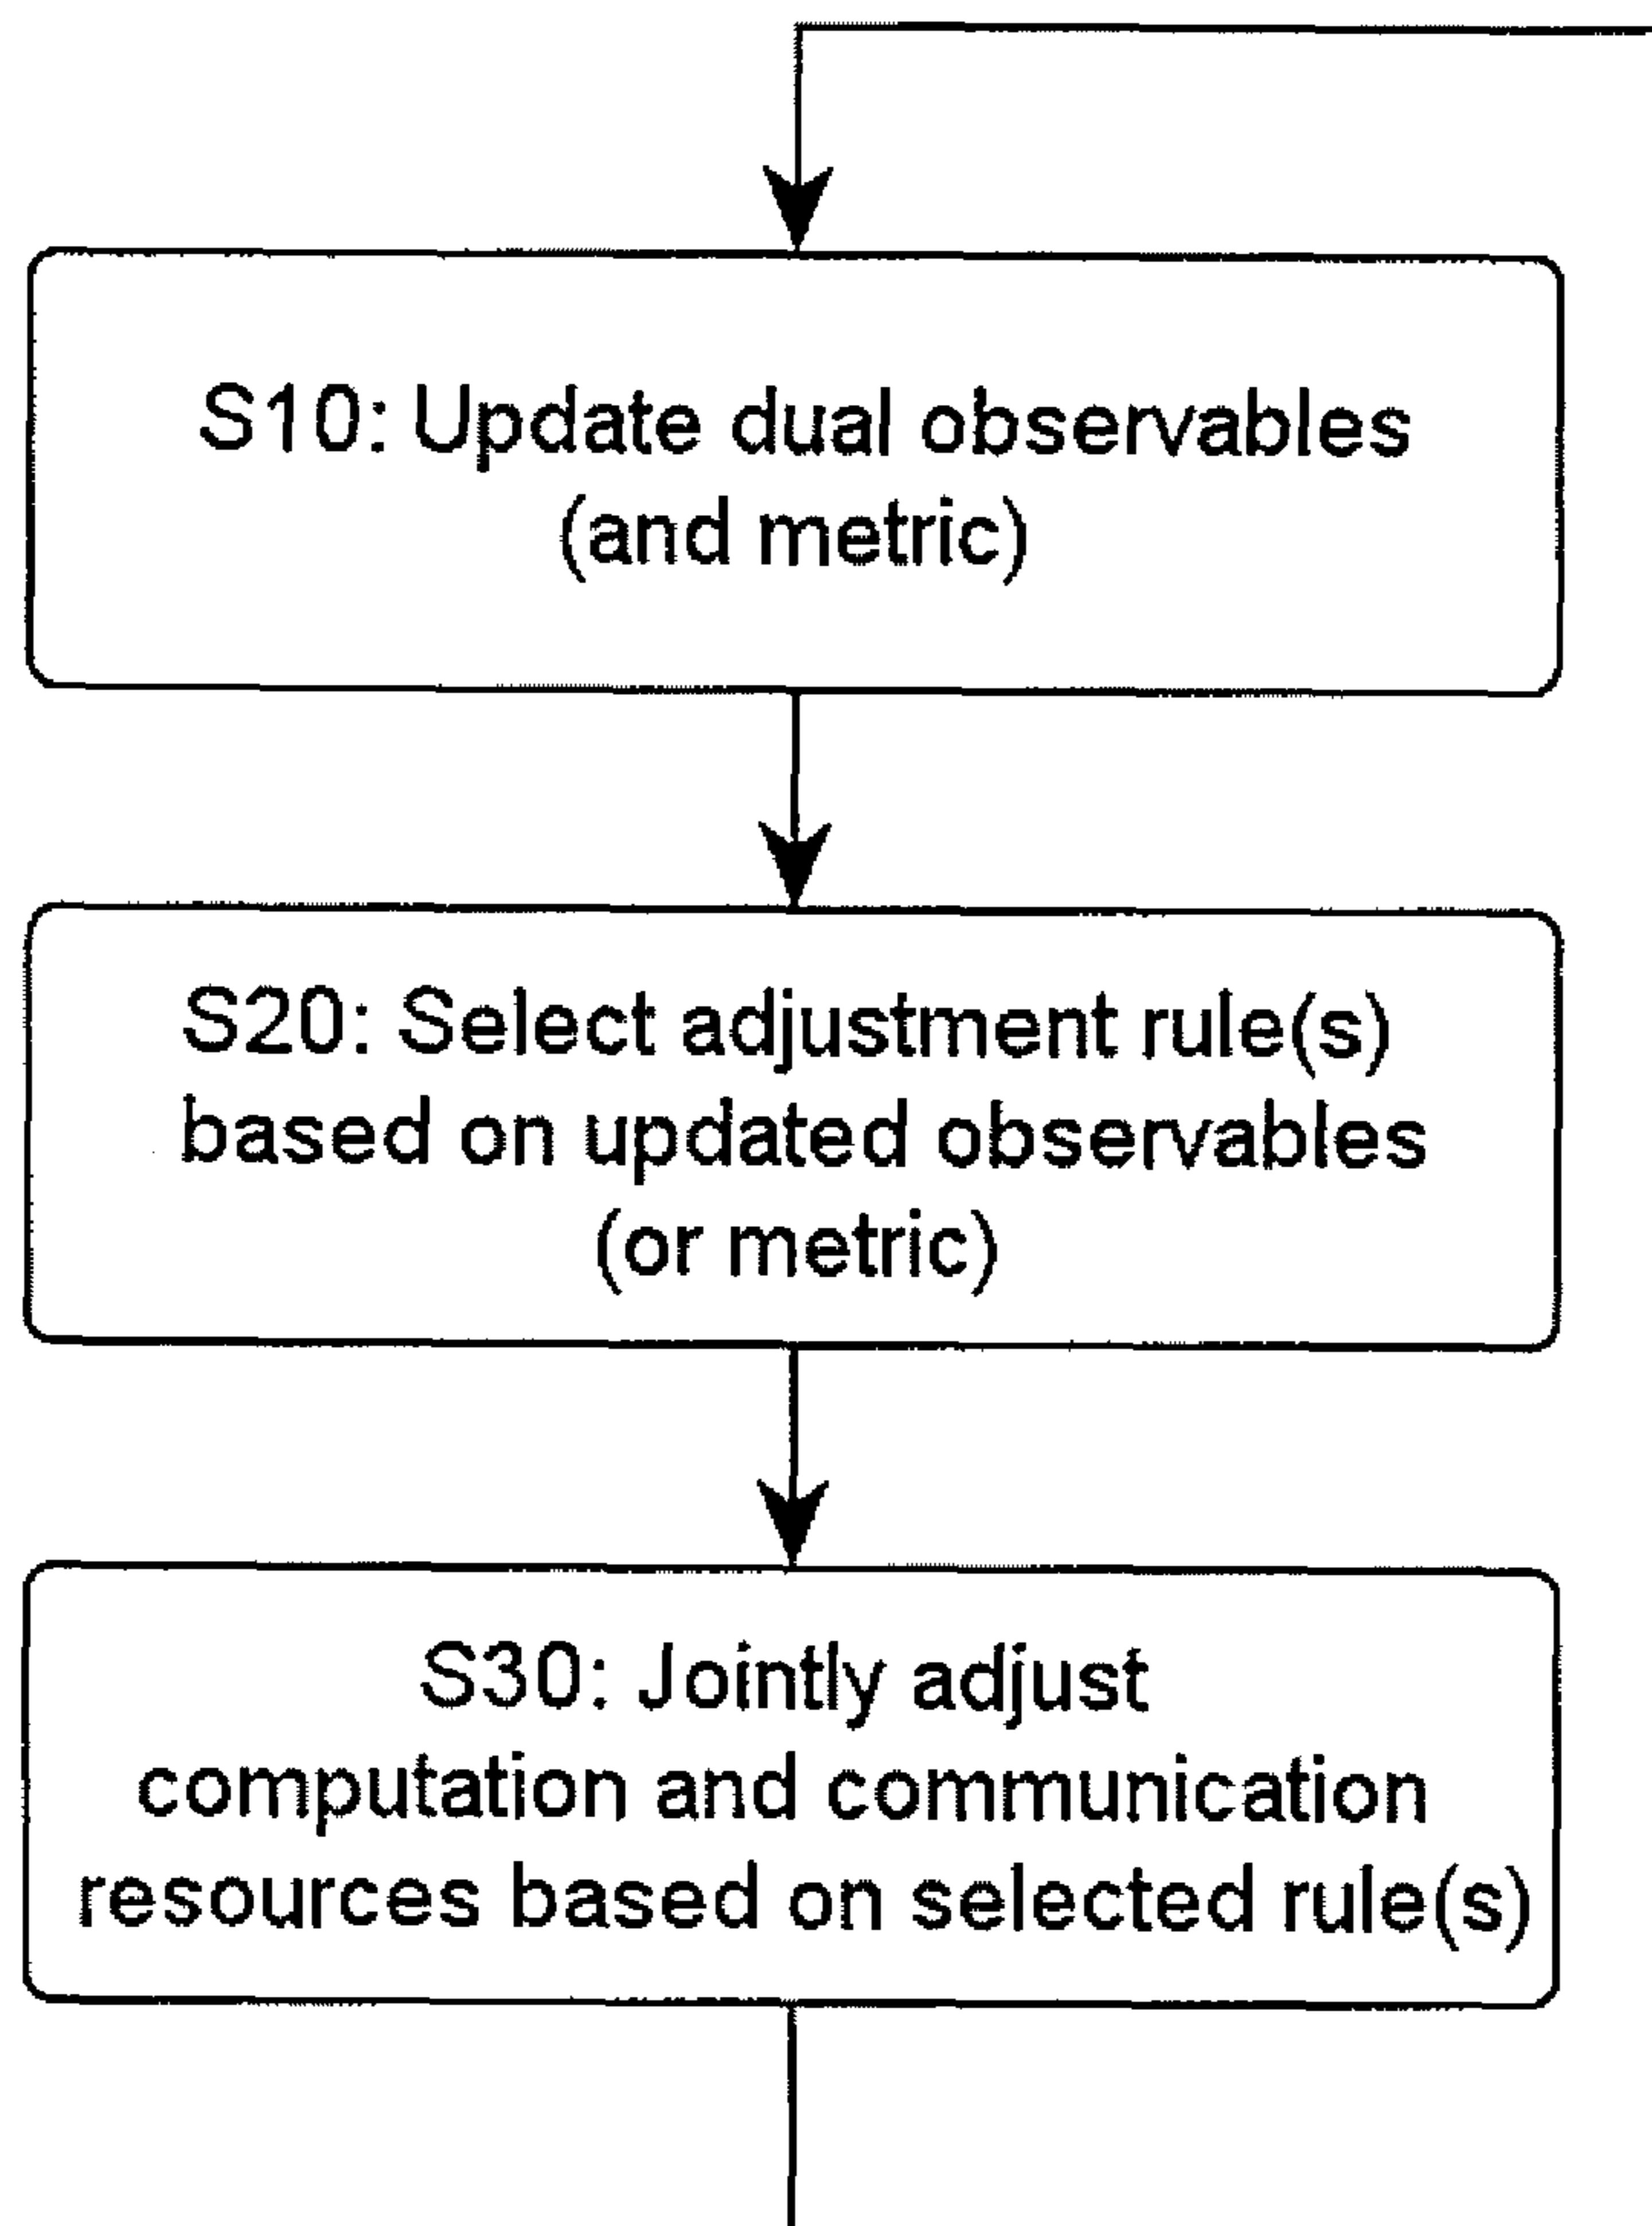 S10: Update dual observables
(and metric)
S20: Select adjustment rule(s)
based on updated observables
(or metric)
S30: Jointly adjust
computation and communication
resources based on selected rule(s)